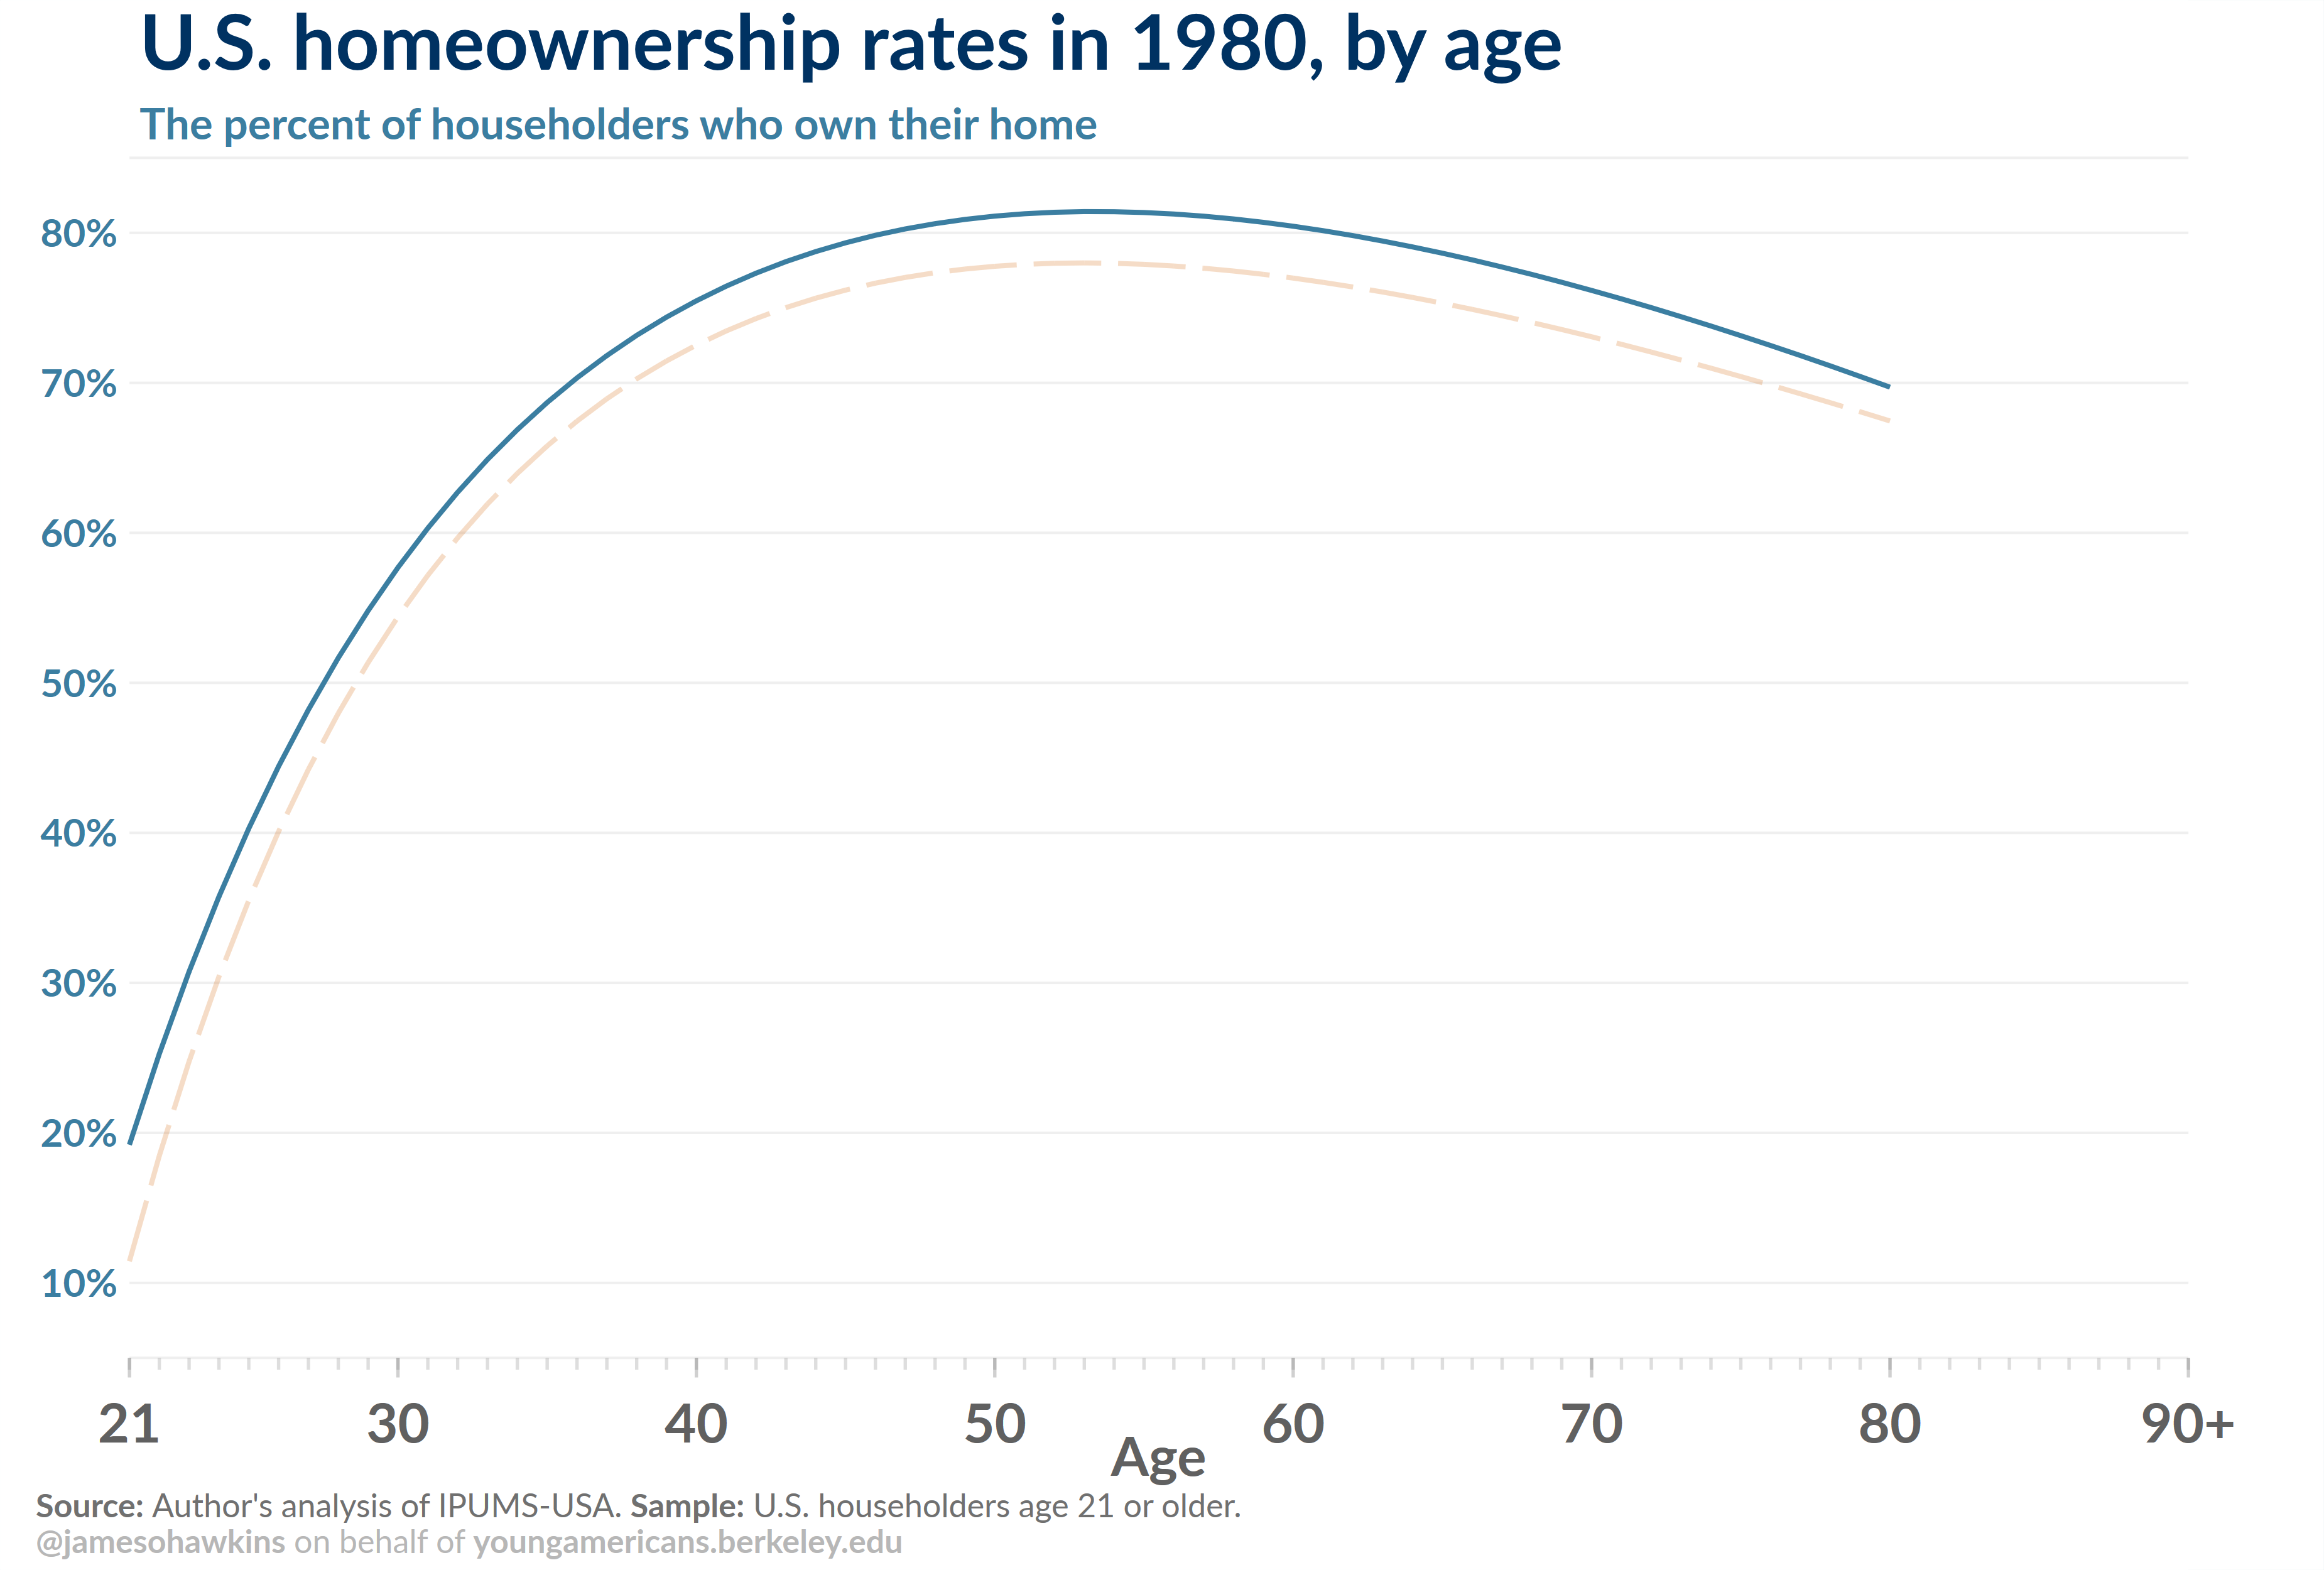 U.S. homeownership rates in 1980, by age
The percent of householders who own their home
80%
70%
60%
50%
40%
30%
20%
10%
21 30 40 50 60 70 80 90+
Age
Source: Author's analysis of IPUMS-USA. Sample: U.S. householders age 21 or older.
@jamesohawkins on behalf of youngamericans.berkeley.edu